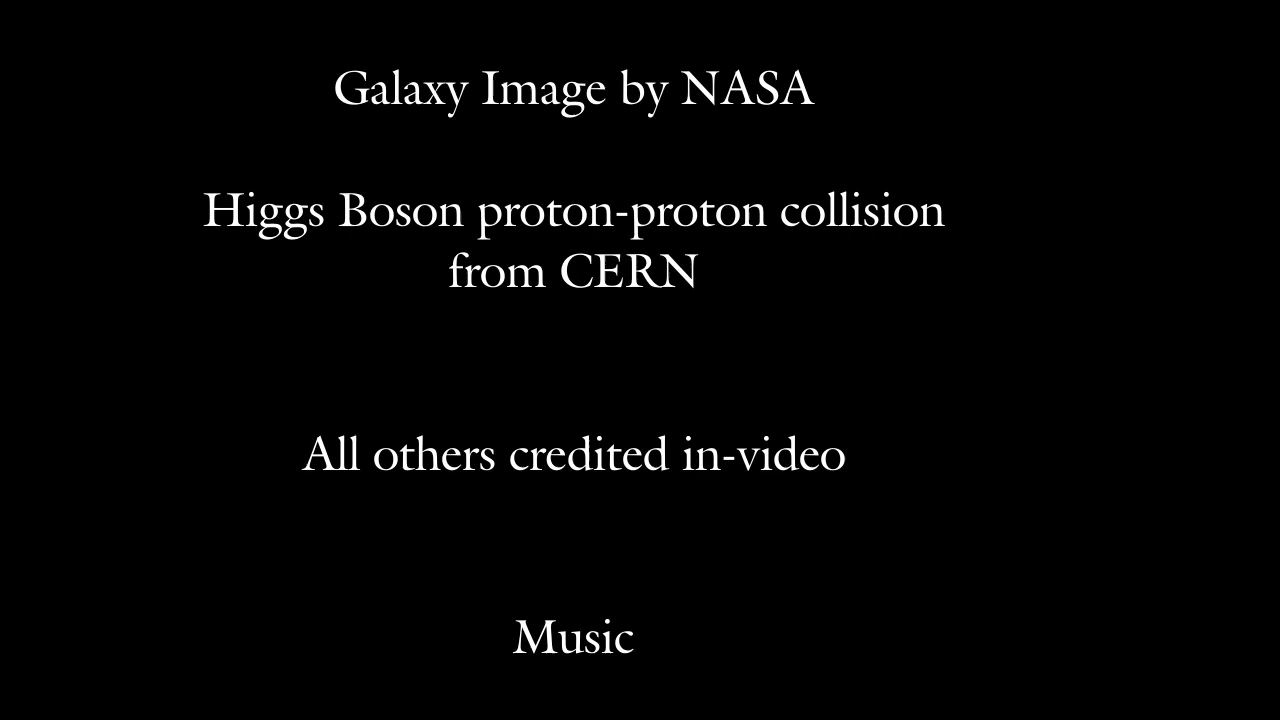 Galaxy Image by NASA
Higgs Boson proton-proton collision
from CERN
All others credited in-video
Music